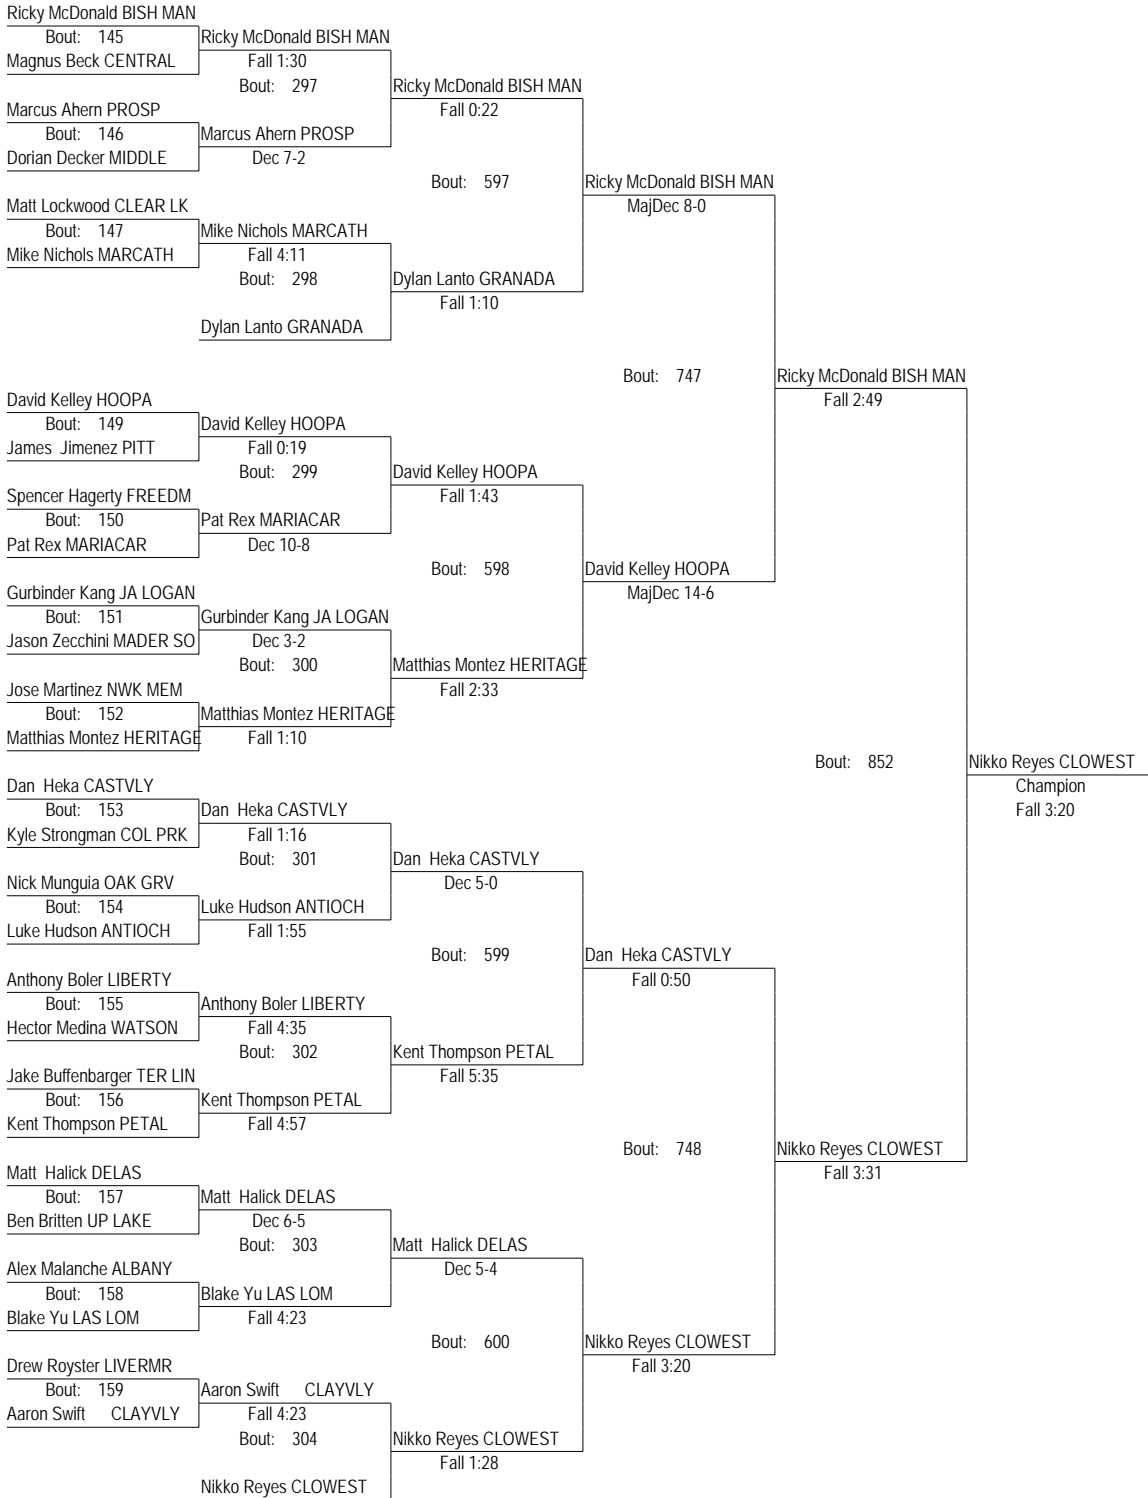 Ricky McDonald BISH MAN
Bout: 145
Ricky McDonald BISH MAN
Magnus Beck CENTRAL
Fall 1:30
Bout: 297
Ricky McDonald BISH MAN
Marcus Ahern PROSP
Fall 0:22
Bout: 146
Marcus Ahern PROSP
Dorian Decker MIDDLE
Dec 7-2
Bout: 597
Ricky McDonald BISH MAN
Matt Lockwood CLEAR LK
MajDec 8-0
Bout: 147
Mike Nichols MARCATH
Mike Nichols MARCATH
Fall 4:11
Bout: 298
Dylan Lanto GRANADA
Fall 1:10
Dylan Lanto GRANADA
Bout: 747
Ricky McDonald BISH MAN
David Kelley HOOPA
Fall 2:49
Bout: 149
David Kelley HOOPA
James Jimenez PITT
Fall 0:19
Bout: 299
David Kelley HOOPA
Spencer Hagerty FREEDM
Fall 1:43
Bout: 150
Pat Rex MARIACAR
Pat Rex MARIACAR
Dec 10-8
Bout: 598
David Kelley HOOPA
Gurbinder Kang JA LOGAN
MajDec 14-6
Bout: 151
Gurbinder Kang JA LOGAN
Jason Zecchini MADER SO
Dec 3-2
Bout: 300
Matthias Montez HERITAGE
Jose Martinez NWK MEM
Fall 2:33
Bout: 152
Matthias Montez HERITAGE
Matthias Montez HERITAGE
Fall 1:10
Bout: 852
Nikko Reyes CLOWEST
Dan Heka CASTVLY
Champion
Bout: 153
Dan Heka CASTVLY
Fall 3:20
Kyle Strongman COL PRK
Fall 1:16
Bout: 301
Dan Heka CASTVLY
Nick Munguia OAK GRV
Dec 5-0
Bout: 154
Luke Hudson ANTIOCH
Luke Hudson ANTIOCH
Fall 1:55
Bout: 599
Dan Heka CASTVLY
Anthony Boler LIBERTY
Fall 0:50
Bout: 155
Anthony Boler LIBERTY
Hector Medina WATSON
Fall 4:35
Bout: 302
Kent Thompson PETAL
Jake Buffenbarger TER LIN
Fall 5:35
Bout: 156
Kent Thompson PETAL
Kent Thompson PETAL
Fall 4:57
Bout: 748
Nikko Reyes CLOWEST
Matt Halick DELAS
Fall 3:31
Bout: 157
Matt Halick DELAS
Ben Britten UP LAKE
Dec 6-5
Bout: 303
Matt Halick DELAS
Alex Malanche ALBANY
Dec 5-4
Bout: 158
Blake Yu LAS LOM
Blake Yu LAS LOM
Fall 4:23
Bout: 600
Nikko Reyes CLOWEST
Drew Royster LIVERMR
Fall 3:20
Bout: 159
Aaron Swift CLAYVLY
Aaron Swift CLAYVLY
Fall 4:23
Bout: 304
Nikko Reyes CLOWEST
Fall 1:28
Nikko Reyes CLOWEST